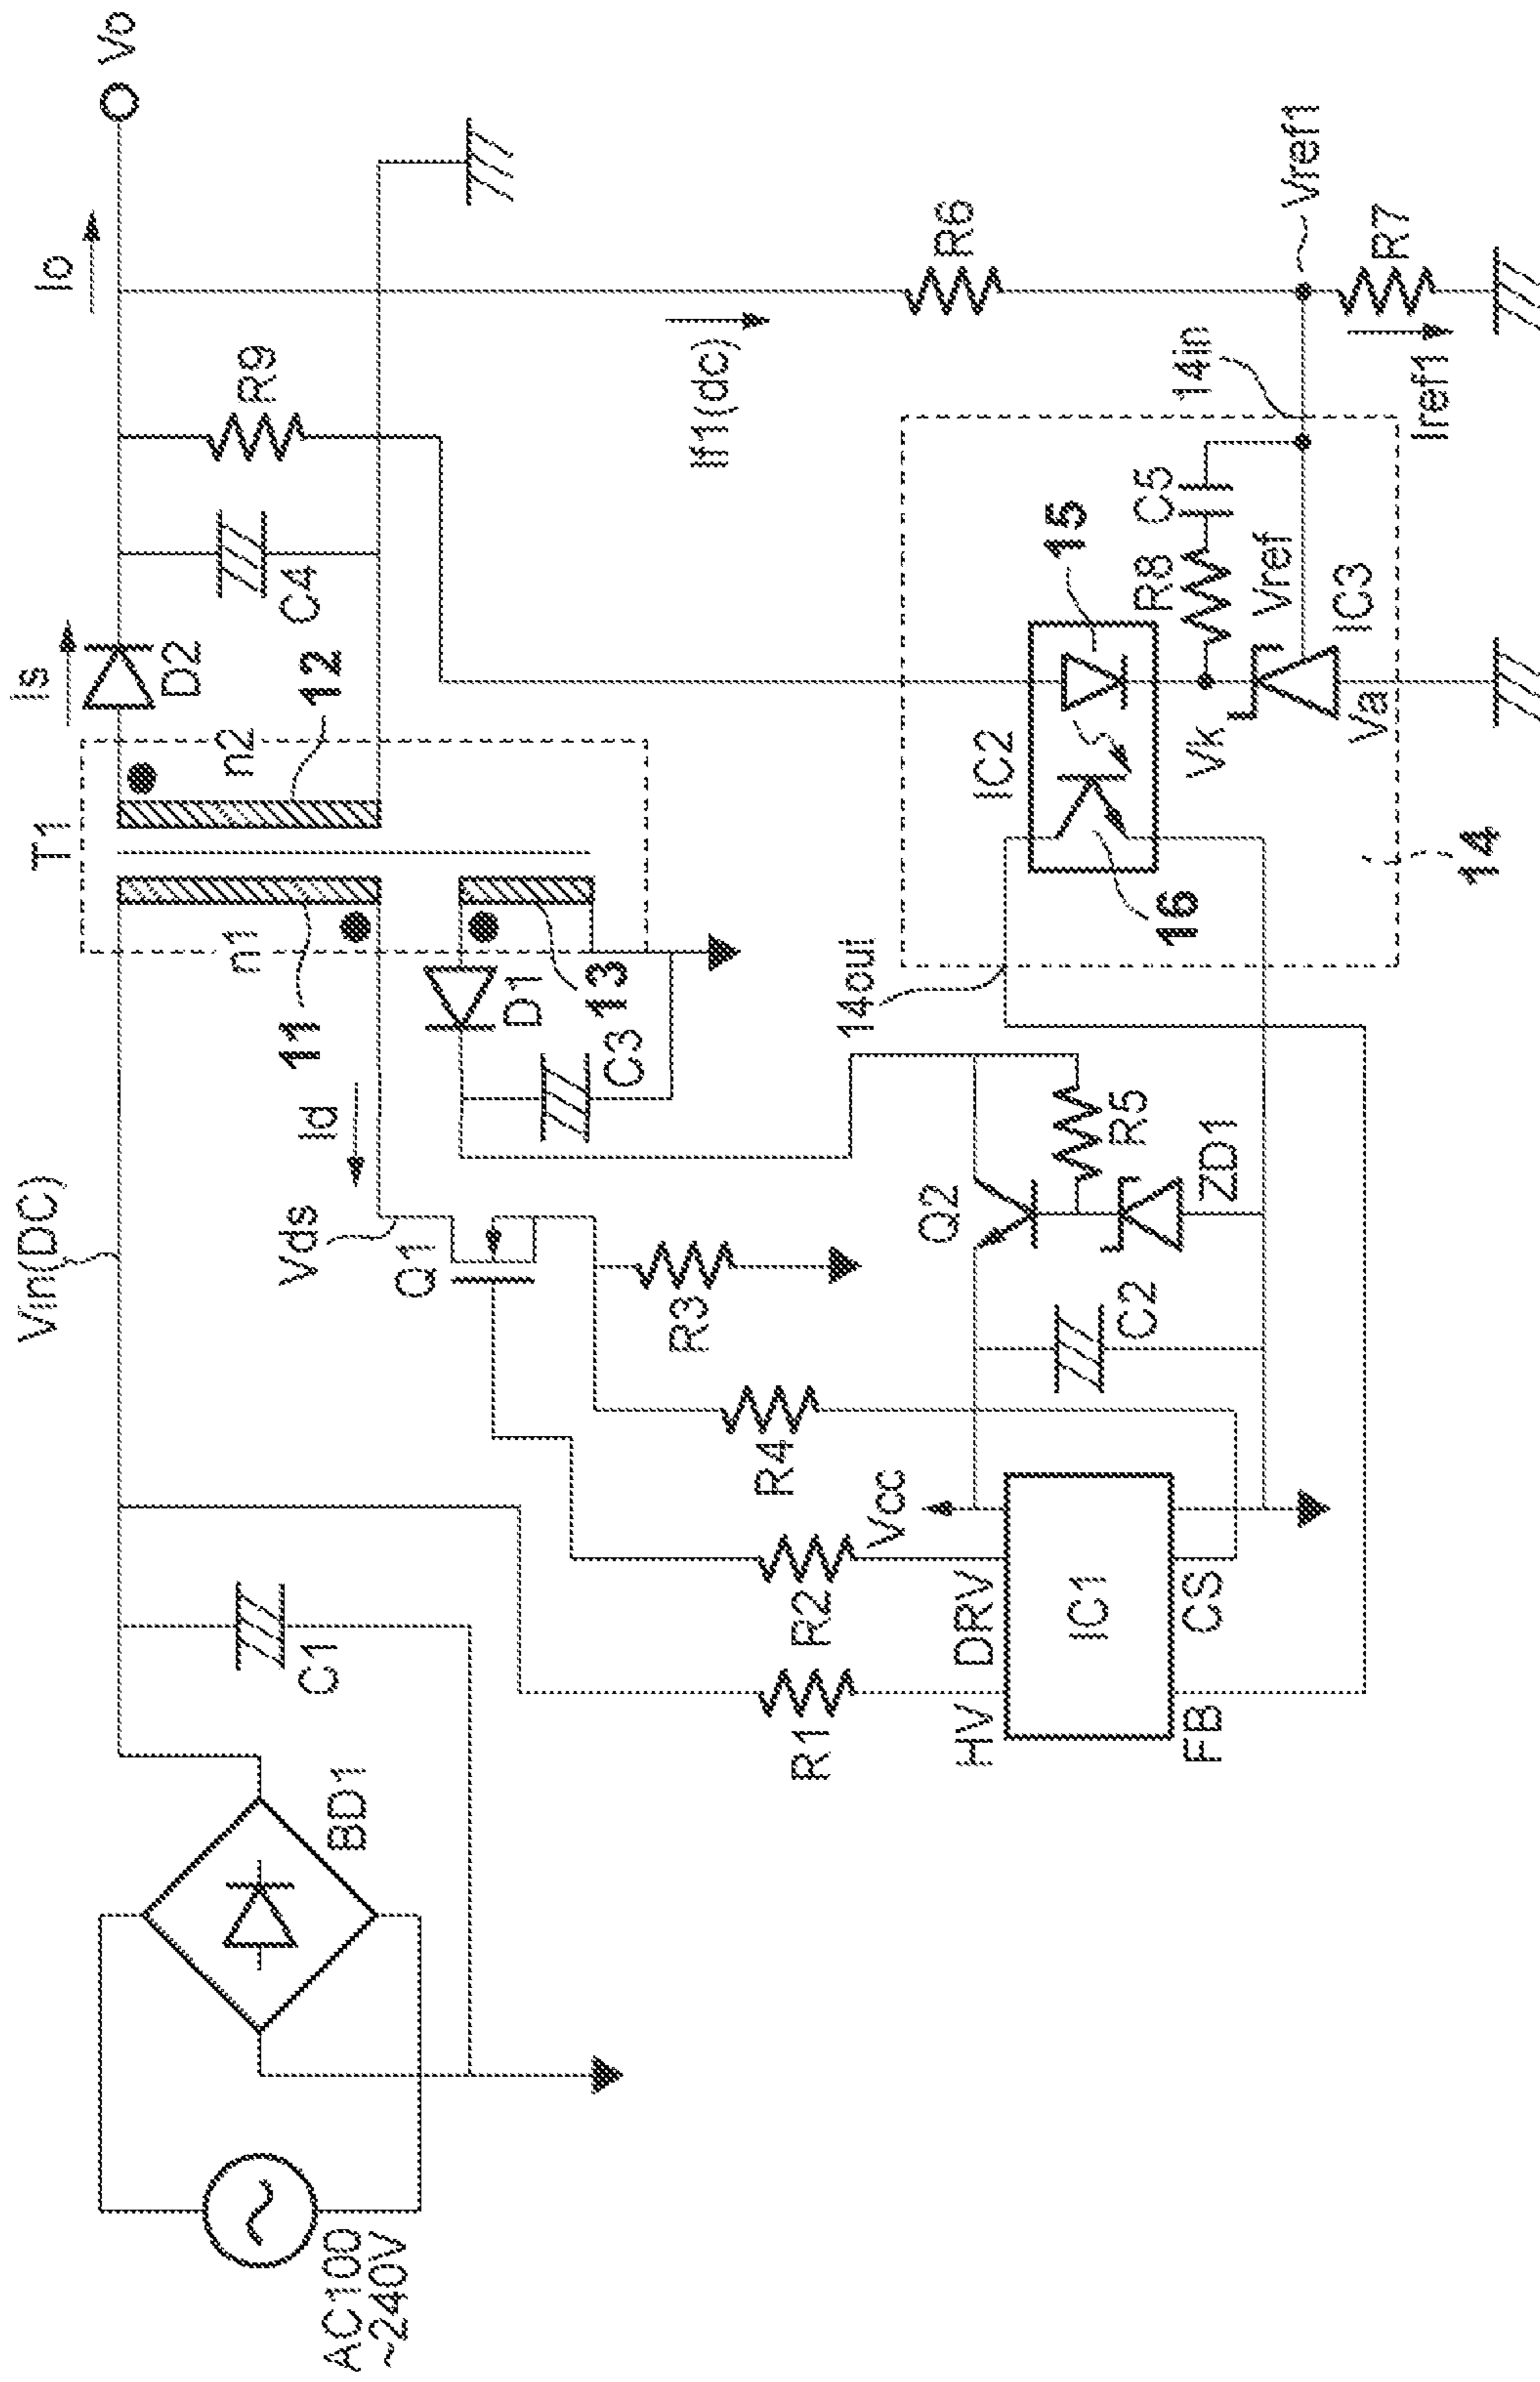 Vin(DC)
T1
Is
Io
Vo
AC100
~240V
BD1
C1
Id
Vds
Q1
n1
11
n2
12
D2
C4
R9
D1
13
C3
R3
R4
R1
R2
Vcc
HV
DRV
IC1
FB
CS
Q2
R5
C2
ZD1
14out
IC2
15
16
R8
C5
Vk
Vref
IC3
Va
14
14in
If1(dc)
R6
Vref1
R7
Iref1